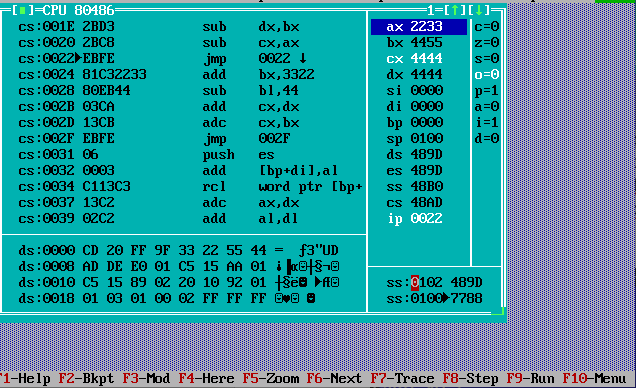 [■]=CPU 80486 1=[↑][↓]
cs:001E 2BD3 sub dx,bx ax 2233 c=0
cs:0020 2BC8 sub cx,ax bx 4455 z=0
cs:0022▶EBFE jmp 0022 ↓ cx 4444 s=0
cs:0024 81C32233 add bx,3322 dx 4444 o=0
cs:0028 80EB44 sub bl,44 si 0000 p=1
cs:002B 03CA add cx,dx di 0000 a=0
cs:002D 13CB adc cx,bx bp 0000 i=1
cs:002F EBFE jmp 002F sp 0100 d=0
cs:0031 06 push es ds 489D
cs:0032 0003 add [bp+di],al es 489D
cs:0034 C113C3 rcl word ptr [bp+ ss 48B0
cs:0037 13C2 adc ax,dx cs 48AD
cs:0039 02C2 add al,dl ip 0022
ds:0000 CD 20 FF 9F 33 22 55 44 = ƒ3"UD
ds:0008 AD DE E0 01 C5 15 AA 01
ds:0010 C5 15 89 02 20 10 92 01 ss:0102 489D
ds:0018 01 03 01 00 02 FF FF FF ss:0100▶7788
1-Help F2-Bkpt F3-Mod F4-Here F5-Zoom F6-Next F7-Trace F8-Step F9-Run F10-Menu